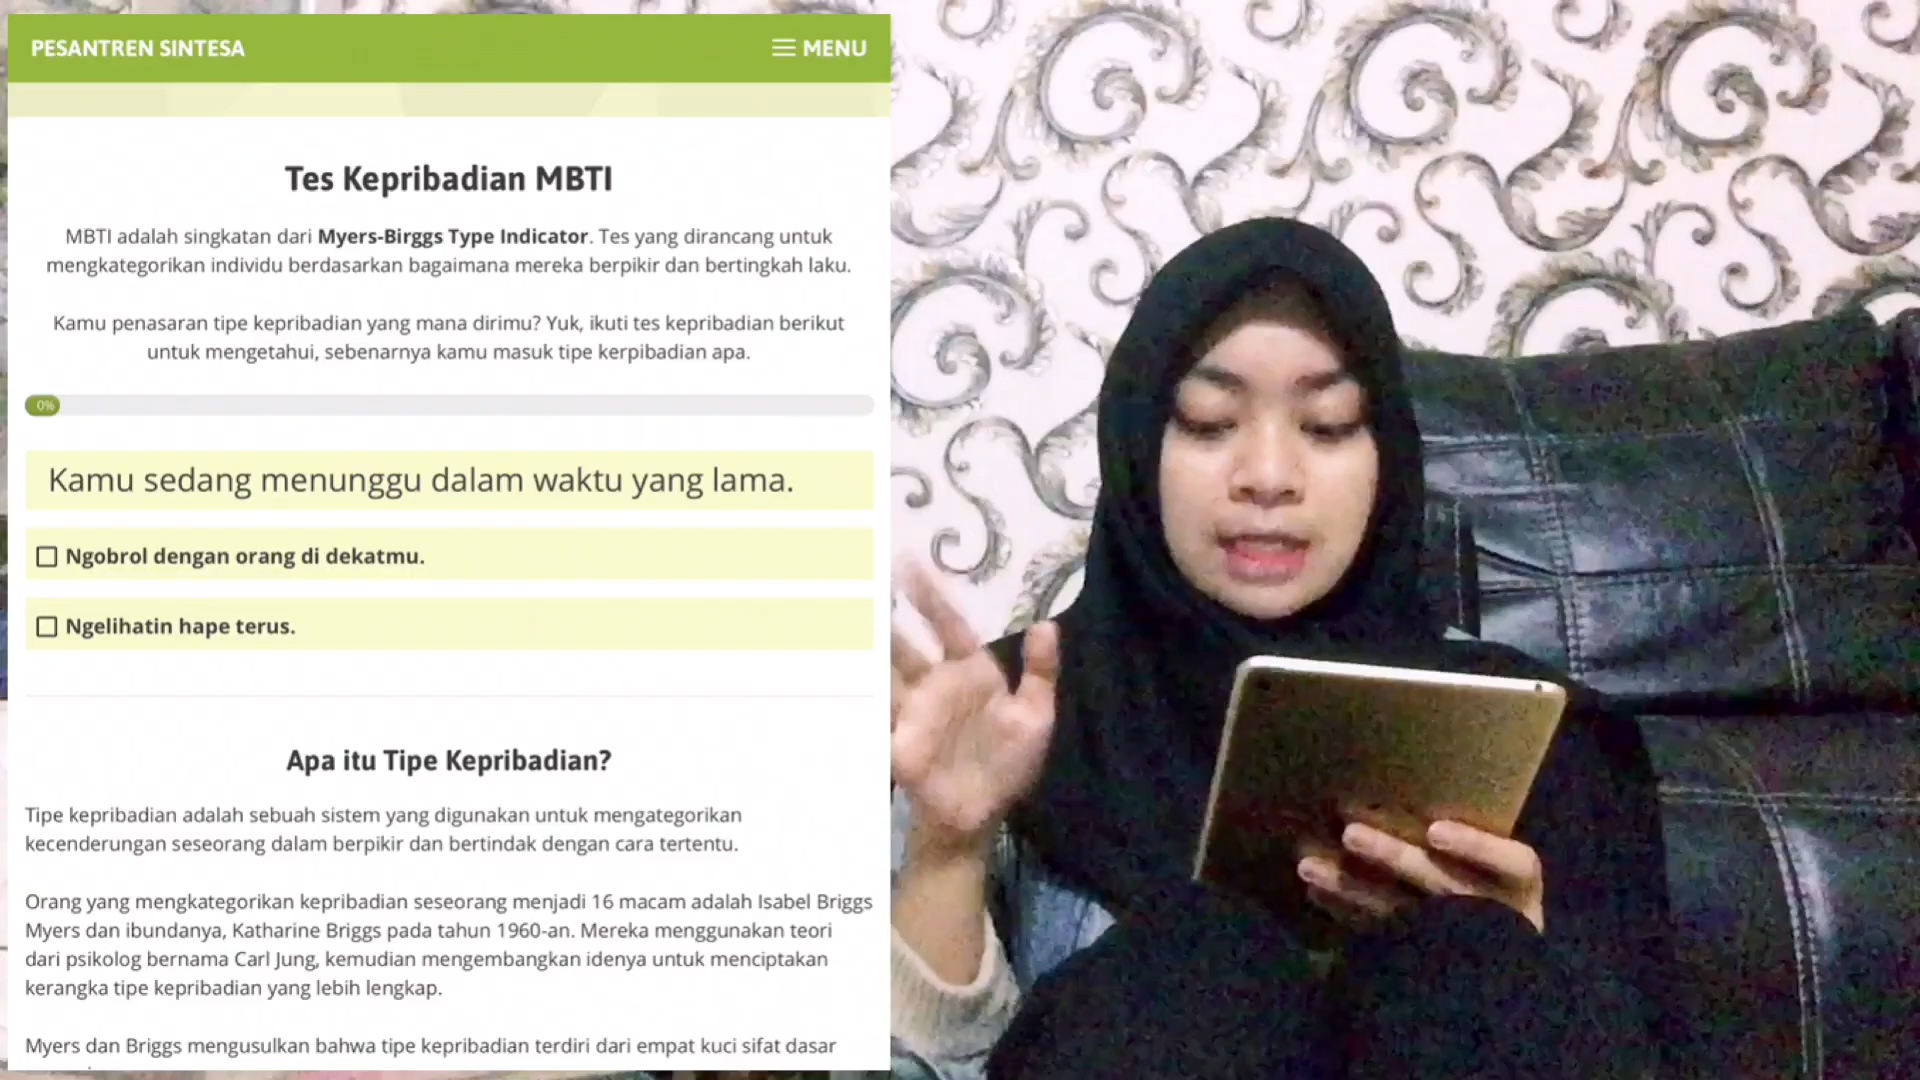 PESANTREN SINTESA
MENU
Tes Kepribadian MBTI
MBTI adalah singkatan dari Myers-Birggs Type Indicator. Tes yang dirancang untuk
mengkategorikan individu berdasarkan bagaimana mereka berpikir dan bertingkah laku.
Kamu penasaran tipe kepribadian yang mana dirimu? Yuk, ikuti tes kepribadian berikut
untuk mengetahui, sebenarnya kamu masuk tipe kerpibadian apa.
0%
Kamu sedang menunggu dalam waktu yang lama.
Ngobrol dengan orang di dekatmu.
Ngelihatin hape terus.
Apa itu Tipe Kepribadian?
Tipe kepribadian adalah sebuah sistem yang digunakan untuk mengategorikan
kecenderungan seseorang dalam berpikir dan bertindak dengan cara tertentu.
Orang yang mengkategorikan kepribadian seseorang menjadi 16 macam adalah Isabel Briggs
Myers dan ibundanya, Katharine Briggs pada tahun 1960-an. Mereka menggunakan teori
dari psikolog bernama Carl Jung, kemudian mengembangkan idenya untuk menciptakan
kerangka tipe kepribadian yang lebih lengkap.
Myers dan Briggs mengusulkan bahwa tipe kepribadian terdiri dari empat kuci sifat dasar